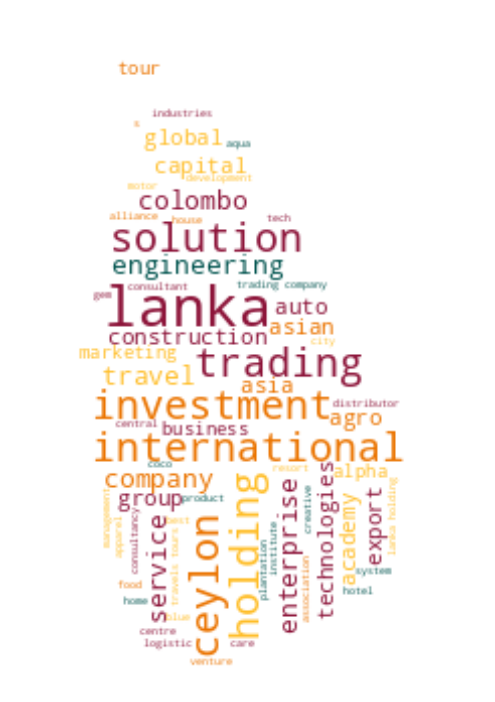 tour
industries
s
global aqua
capital
development
motor
colombo
alliance house tech
solution
engineering
consultant trading company
gem
lanka auto
asian
construction city
marketing trading
travel asia
investment distributor
agro
central business
international
coco resort alpha
company
group product
holding
enterprise
technologies
export
lanka holding
management
apparel
consultancy
service
best
travels tours
ceylon
plantation
institute
creative
association
academy
system
food
home hotel
blue
centre
logistic care
venture